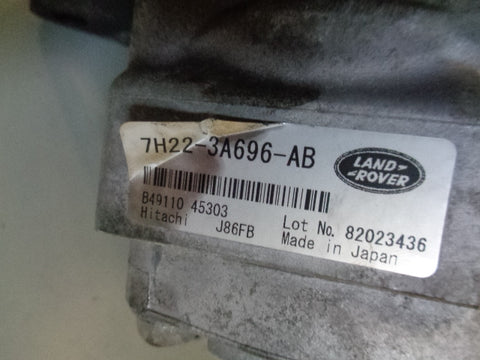 7H22-3A696-AB
LAND-
-ROVER
B49110 45303
Hitachi J86FB
Lot No. 82023436
Made in Japan